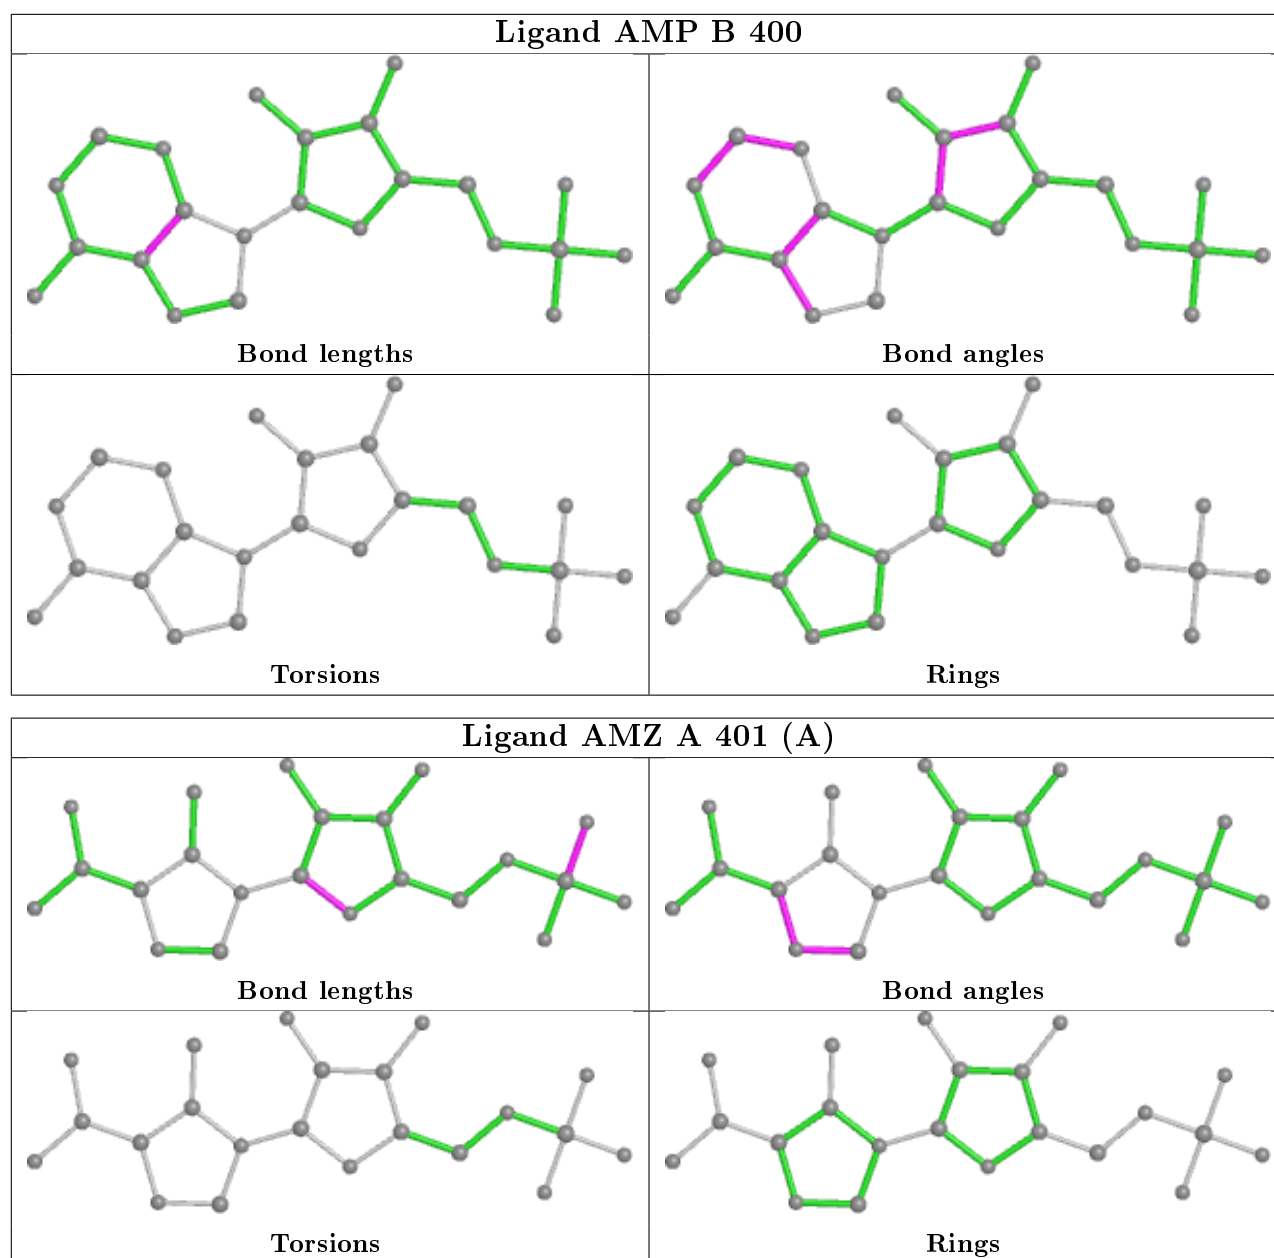 Ligand AMP B 400
Bond lengths
Bond angles
Torsions
Rings
Ligand AMZ A 401 (A)
Bond lengths
Bond angles
Torsions
Rings